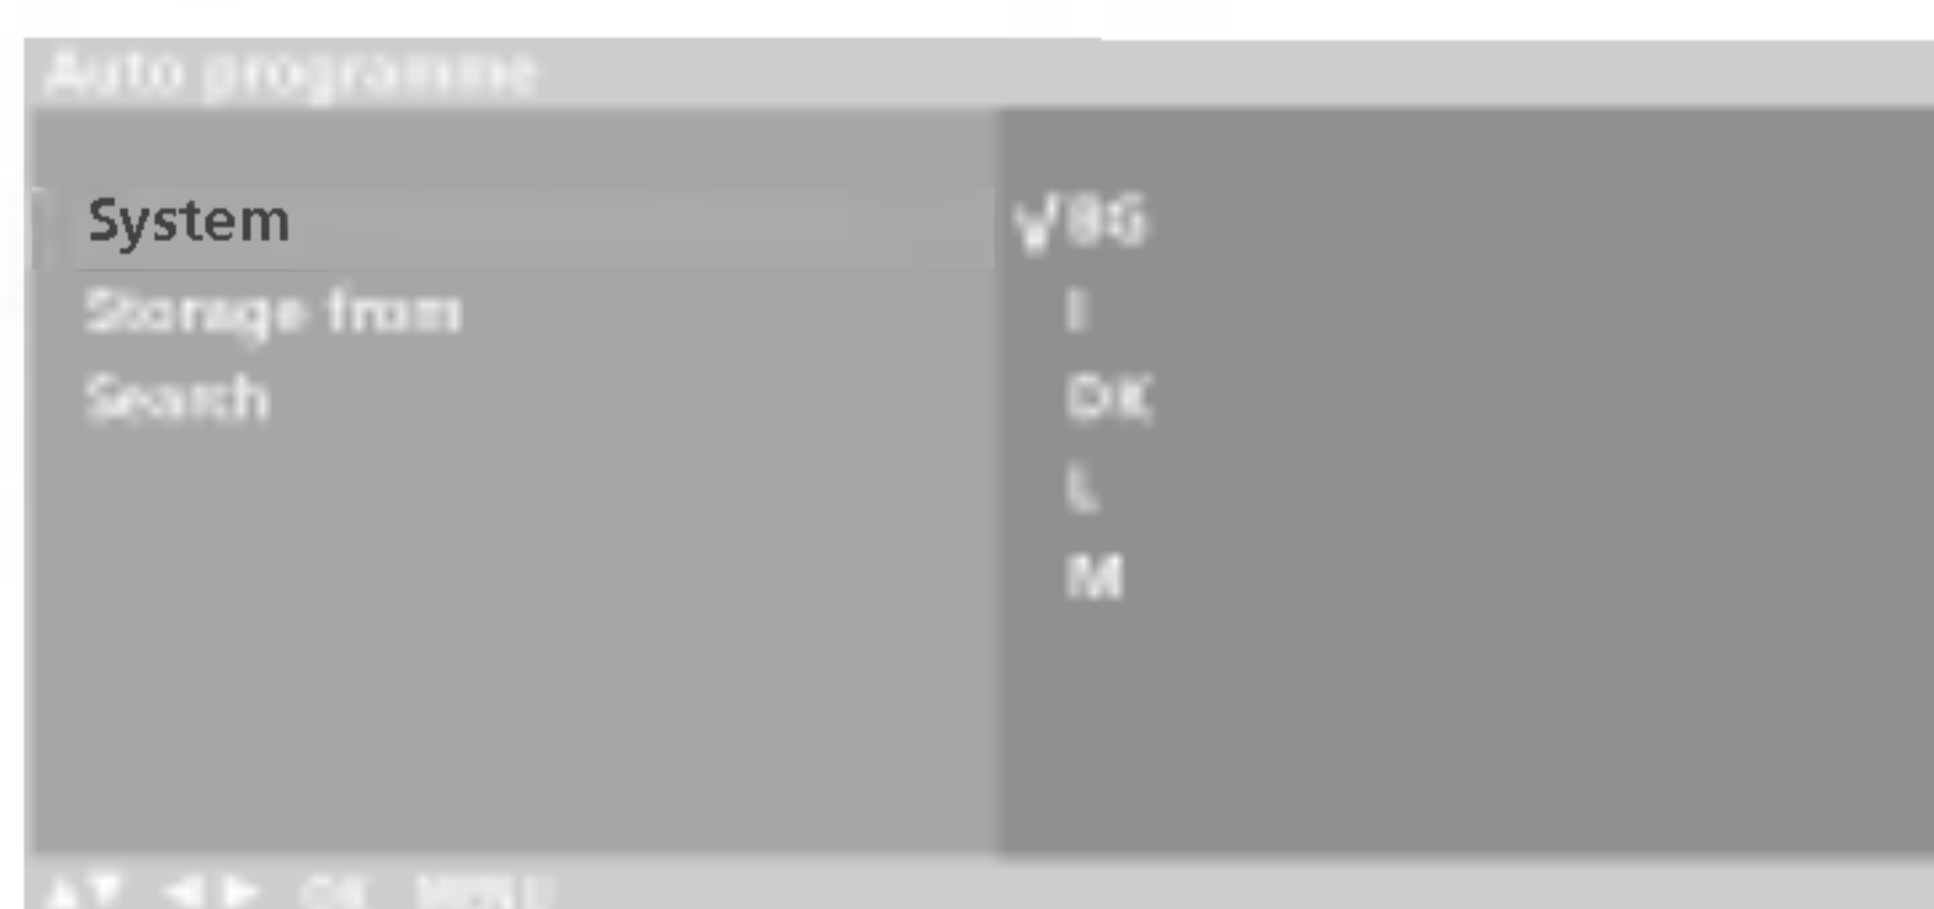 Auto programme
System √BG
Storage from I
Search DK
L
M
▲▼ ◀▶ OK MENU